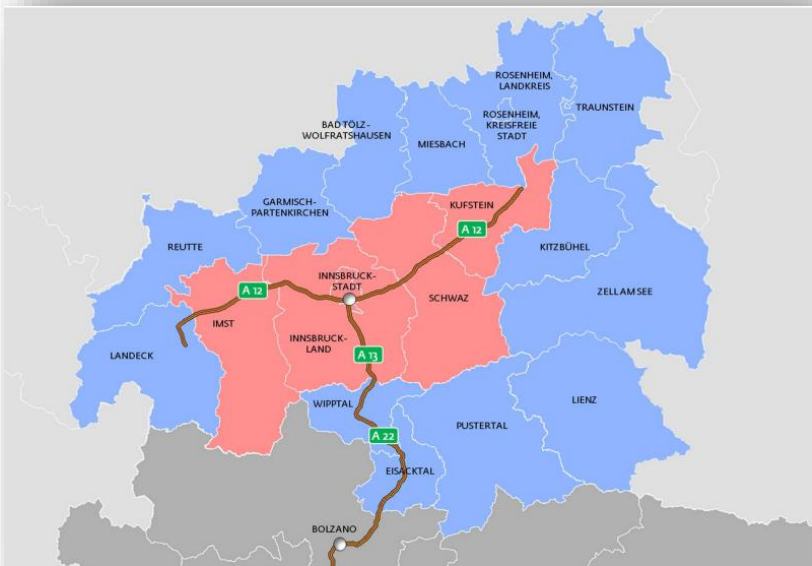 ROSENHEIM,
LANDKREIS
TRAUNSTEIN
ROSENHEIM,
KREISFREIE
STADT
BAD TÖLZ-
WOLFRATSHAUSEN
MIESBACH
GARMISCH-
PARTENKIRCHEN
KUFSTEIN
A 12
REUTTE
KITZBÜHEL
INNSBRUCK-
STADT
A 12
ZELL AM SEE
SCHWAZ
IMST
INNSBRUCK-
LAND
LANDECK
A 13
WIPPTAL
LIENZ
PUSTERTAL
A 22
EISACKTAL
BOLZANO